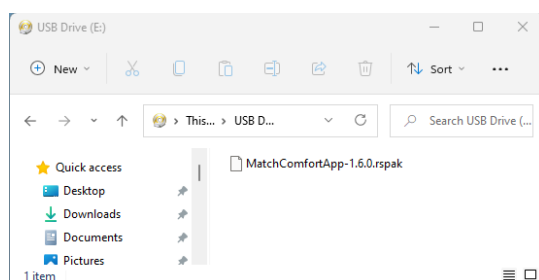 USB Drive (E:)
New Sort
This... USB D... Search USB Drive (...
Quick access
MatchComfortApp-1.6.0.rspak
Desktop
Downloads
Documents
Pictures
1 item